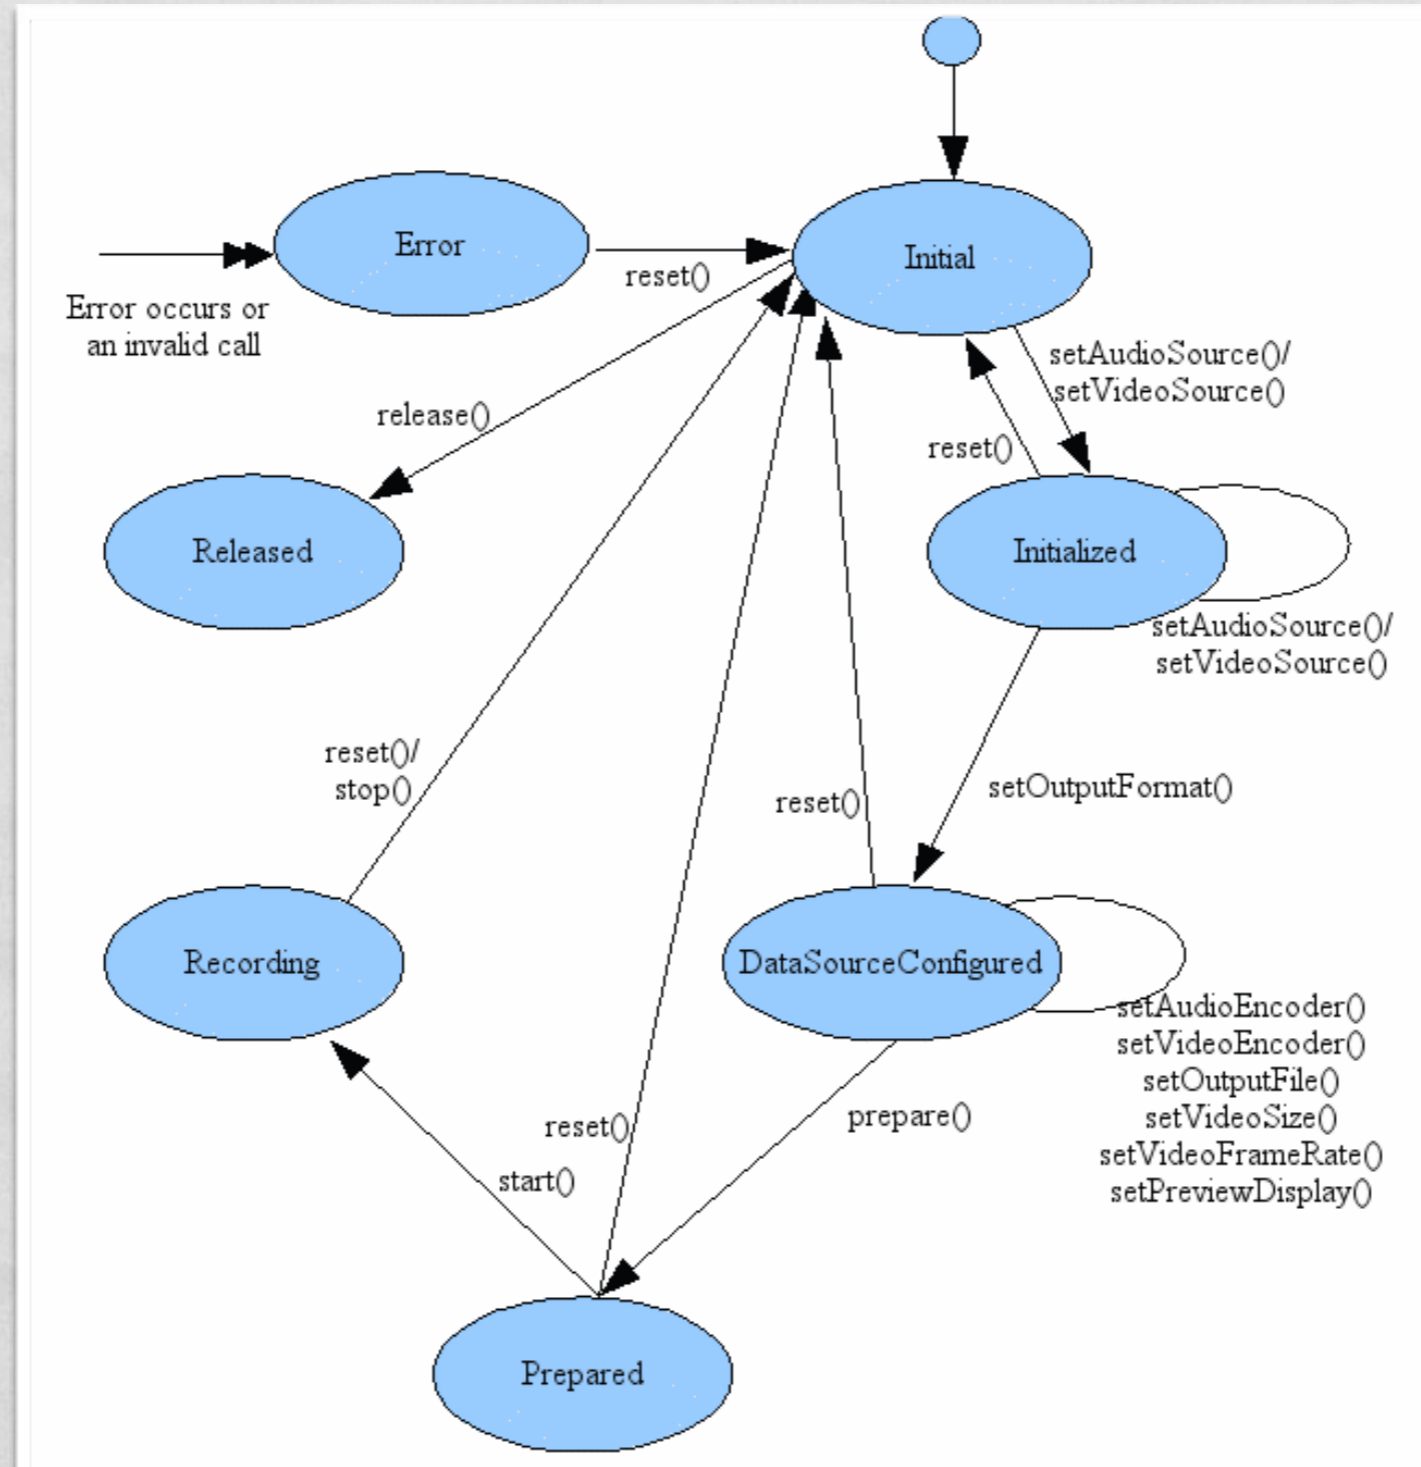 Error
Initial
reset()
Error occurs or
an invalid call
setAudioSource()/
setVideoSource()
release()
reset()
Released
Initialized
setAudioSource()/
setVideoSource()
reset()/
stop()
reset()
setOutputFormat()
Recording
DataSourceConfigured
setAudioEncoder()
setVideoEncoder()
setOutputFile()
setVideoSize()
setVideoFrameRate()
setPreviewDisplay()
prepare()
reset()
start()
Prepared